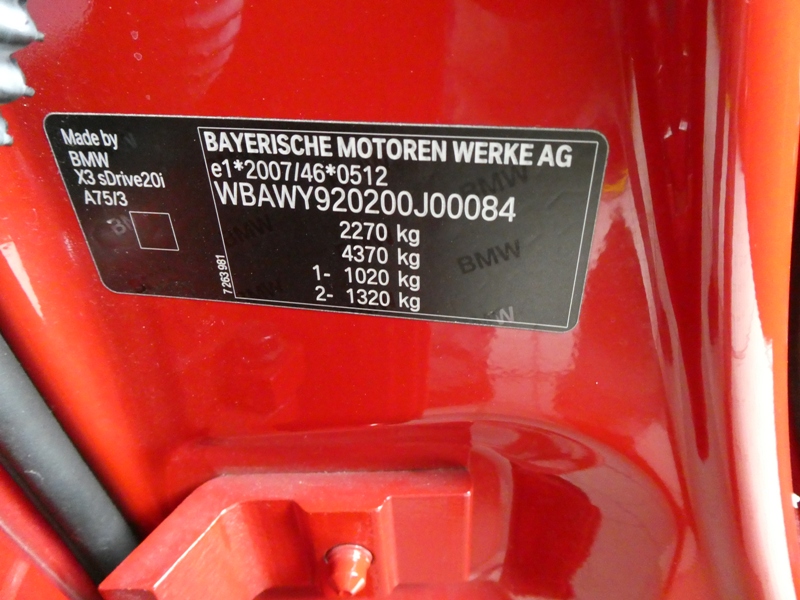 Made by
BMW
X3 sDrive20i
A75/3
BAYERISCHE MOTOREN WERKE AG
e1*2007/46*0512
WBAWY920200J00084
2270 kg
4370 kg
1- 1020 kg
2- 1320 kg
7 263 981
BMW
BMW
BMW